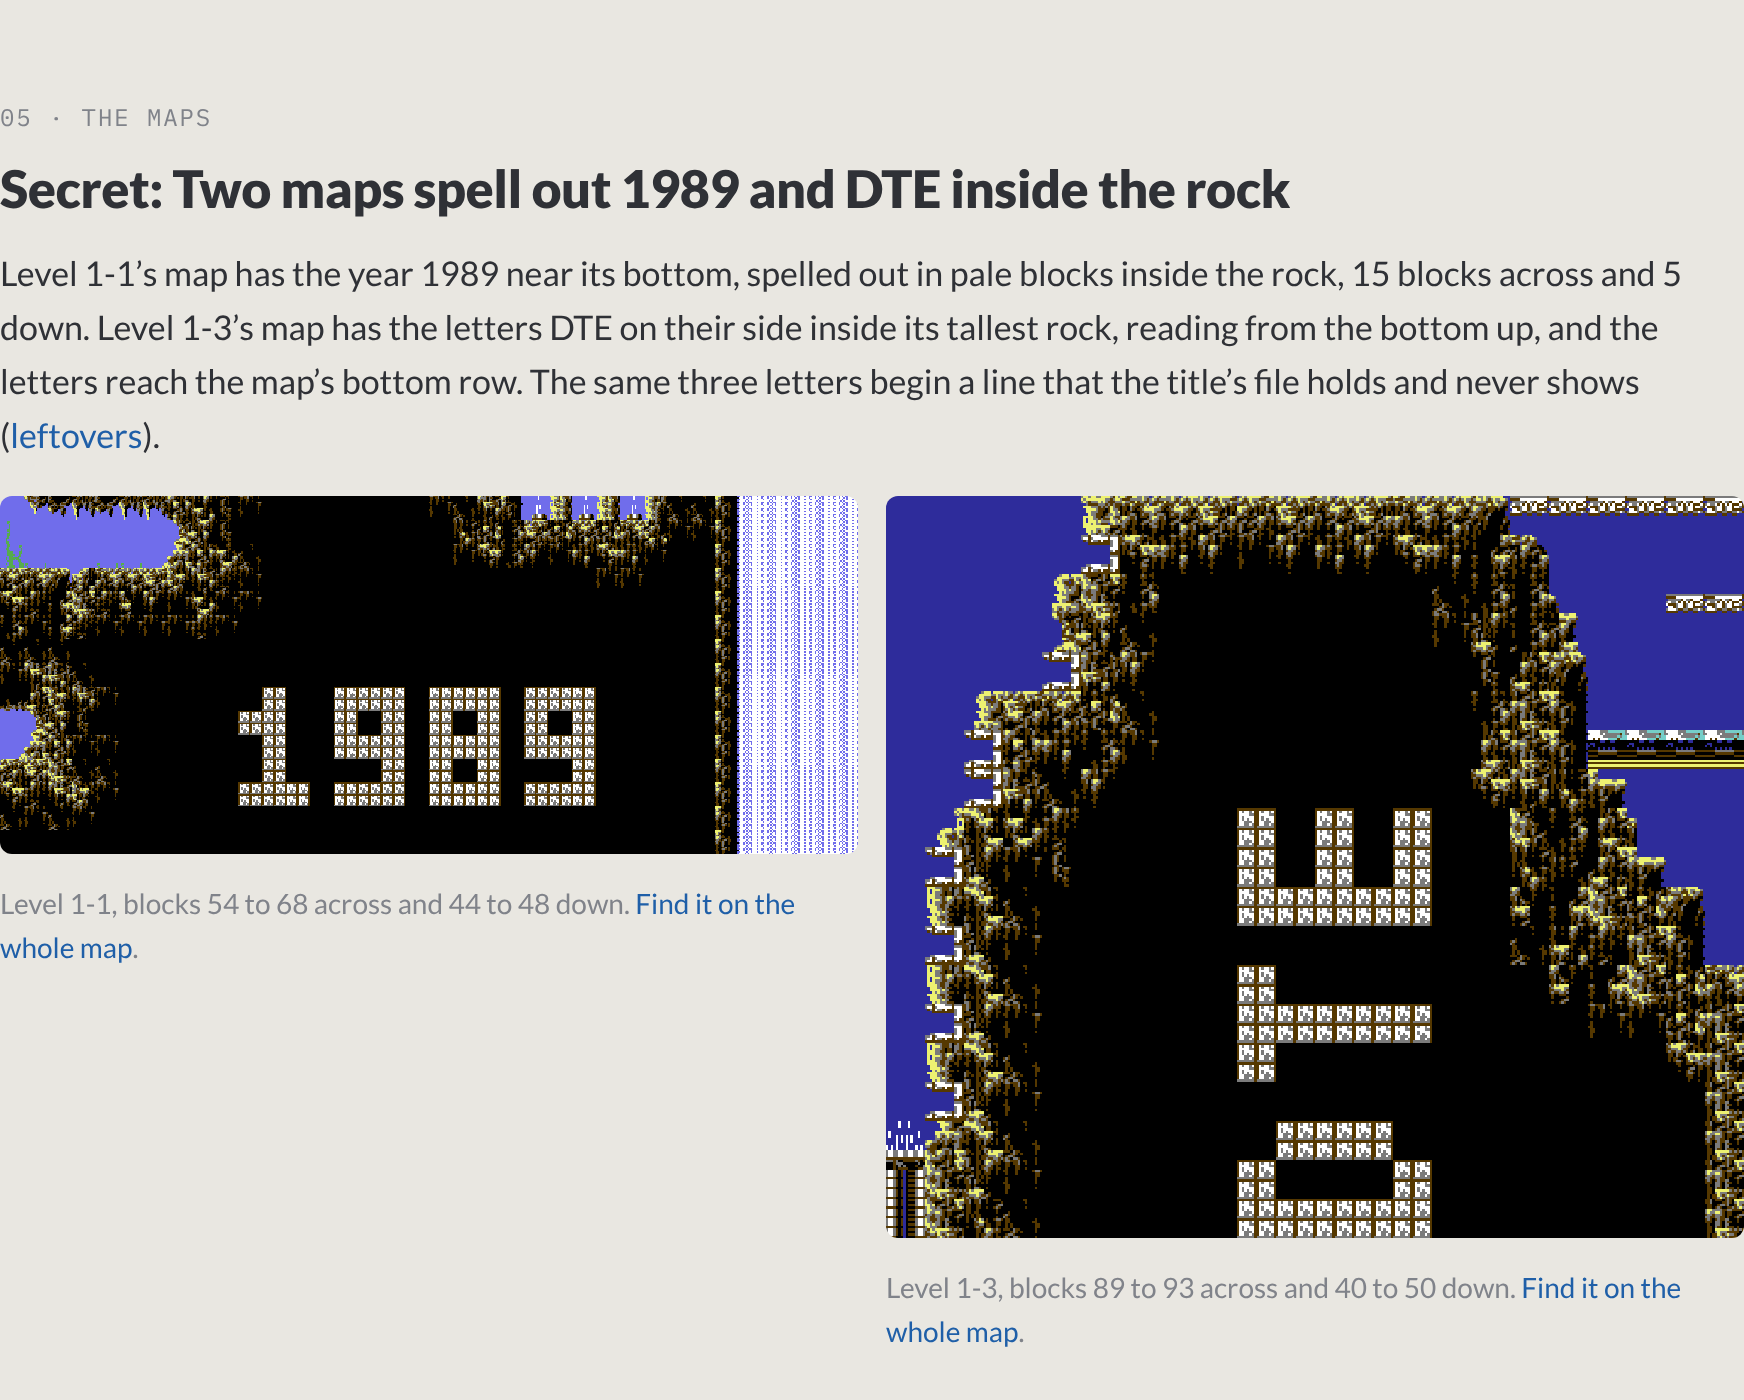 05 · THE MAPS
Secret: Two maps spell out 1989 and DTE inside the rock
Level 1-1’s map has the year 1989 near its bottom, spelled out in pale blocks inside the rock, 15 blocks across and 5
down. Level 1-3’s map has the letters DTE on their side inside its tallest rock, reading from the bottom up, and the
letters reach the map’s bottom row. The same three letters begin a line that the title’s file holds and never shows
(leftovers).
1989
DTE
Level 1-1, blocks 54 to 68 across and 44 to 48 down. Find it on the
whole map.
Level 1-3, blocks 89 to 93 across and 40 to 50 down. Find it on the
whole map.